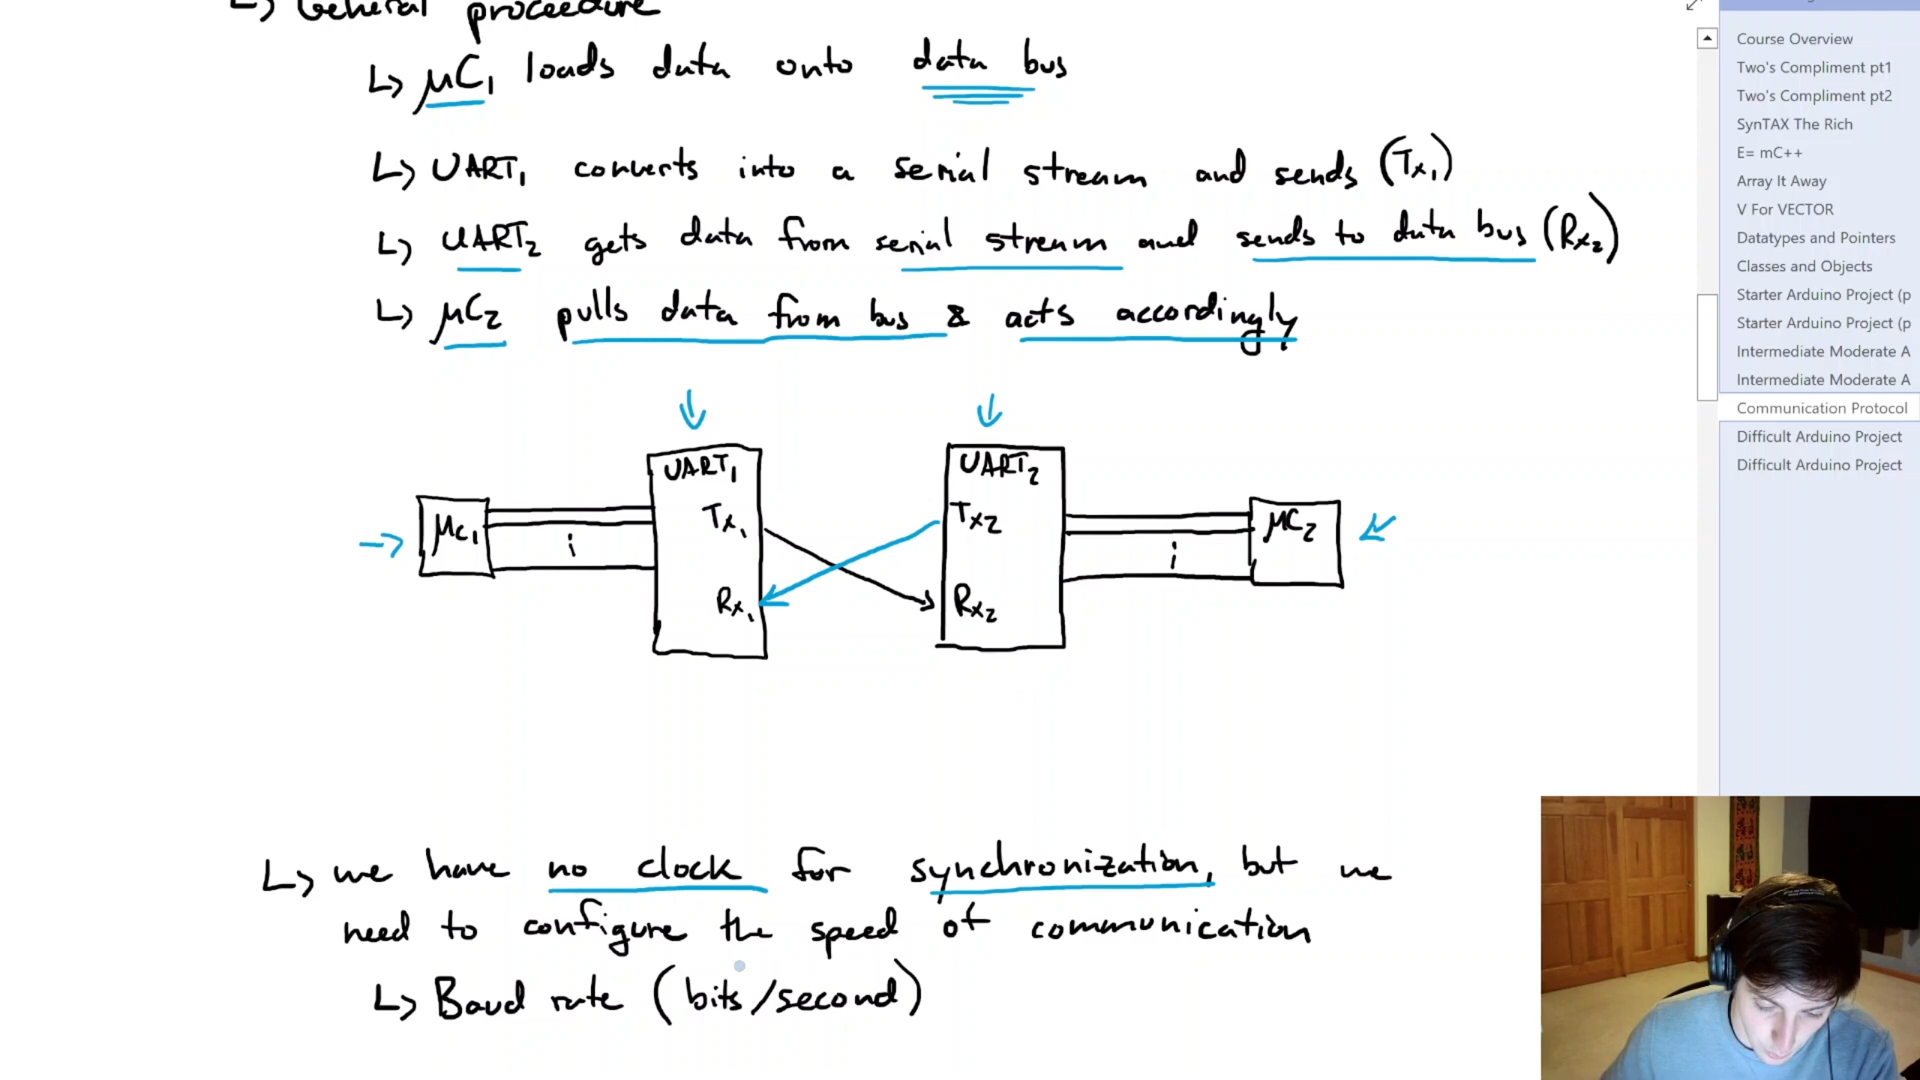 ↳ General proceedure
↳ μC₁ loads data onto data bus
↳ UART₁ converts into a serial stream and sends (Tx₁)
↳ UART₂ gets data from serial stream and sends to data bus (Rx₂)
↳ μC₂ pulls data from bus & acts accordingly
UART₁
UART₂
μC₁
Tx₁
Tx₂
μC₂
Rx₁
Rx₂
↳ we have no clock for synchronization, but we
need to configure the speed of communication
↳ Baud rate (bits/second)
Course Overview
Two's Compliment pt1
Two's Compliment pt2
SynTAX The Rich
E= mC++
Array It Away
V For VECTOR
Datatypes and Pointers
Classes and Objects
Starter Arduino Project (p
Starter Arduino Project (p
Intermediate Moderate A
Intermediate Moderate A
Communication Protocol
Difficult Arduino Project
Difficult Arduino Project